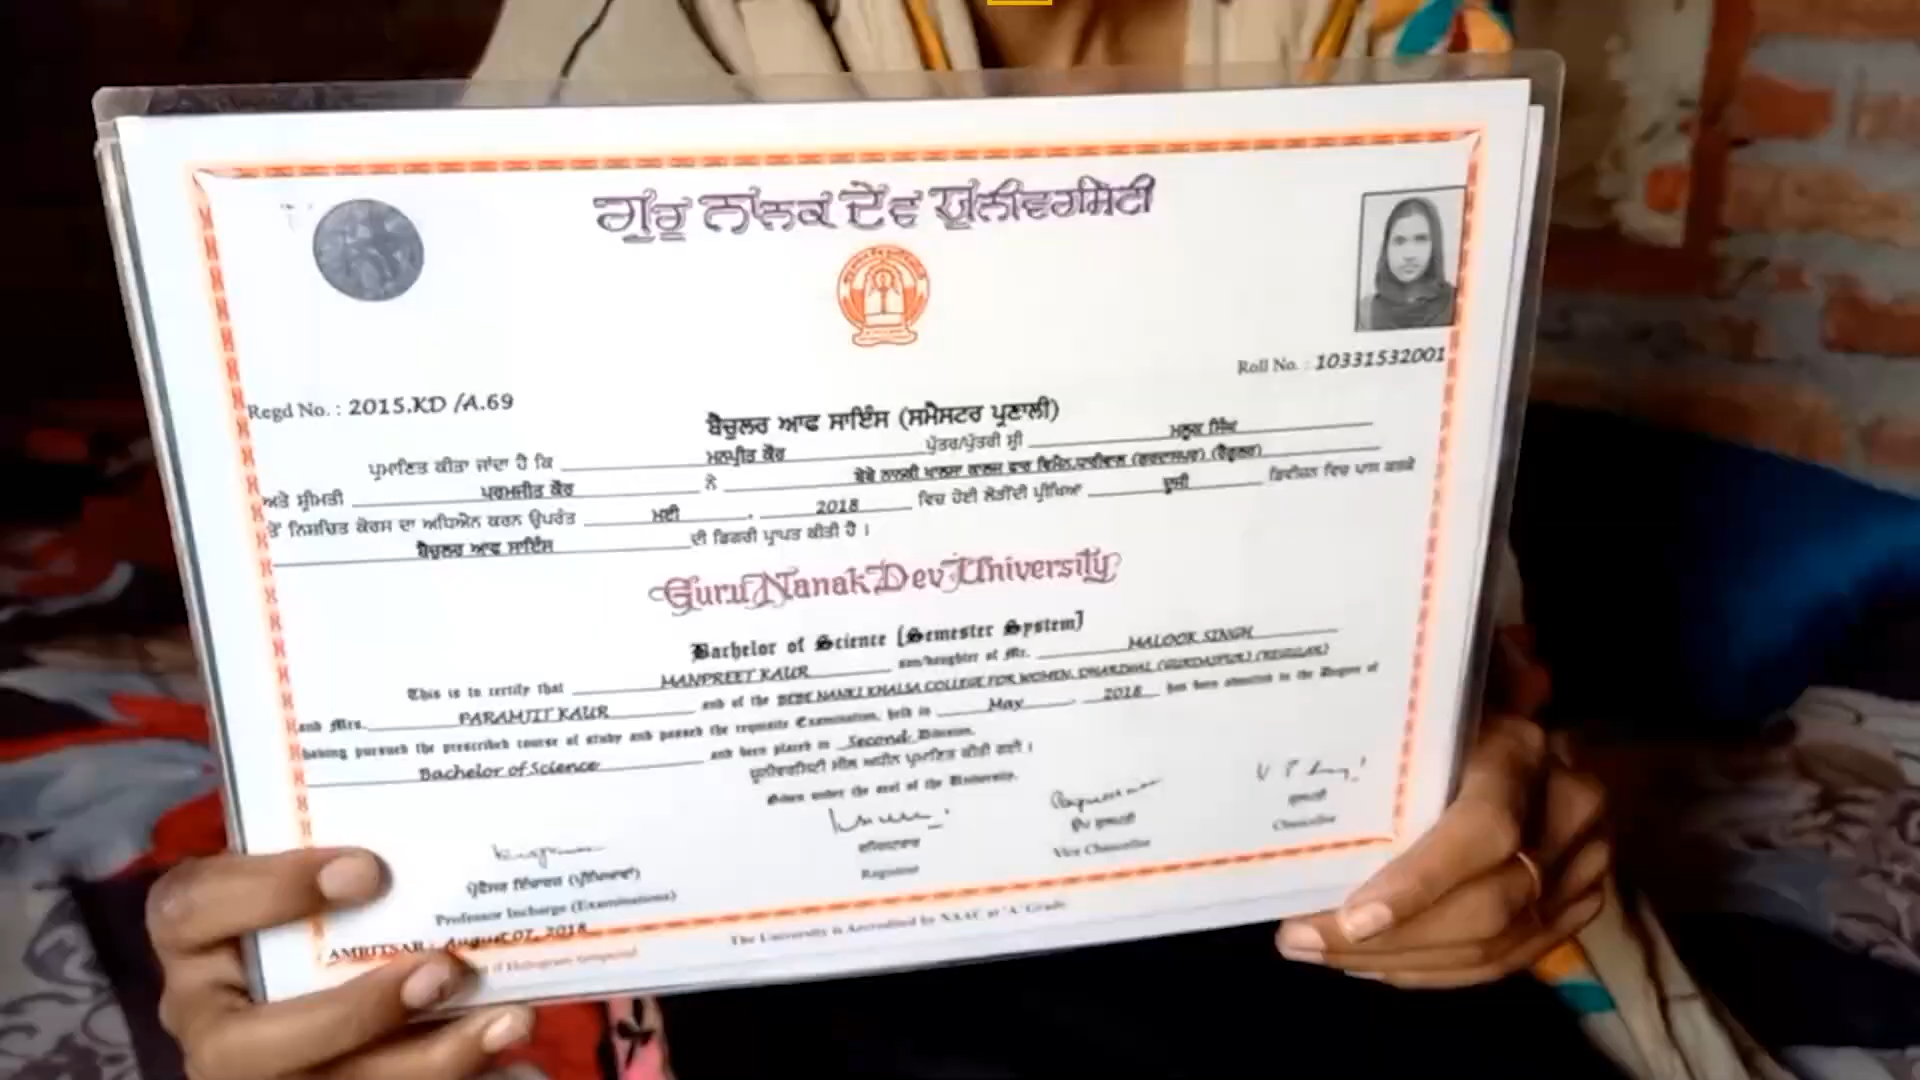 ਗੁਰੂ ਨਾਨਕ ਦੇਵ ਯੂਨੀਵਰਸਿਟੀ
Roll No. : 10331532001
Regd No. : 2015.KD /A.69
ਬੈਚੁਲਰ ਆਫ ਸਾਇੰਸ (ਸਮੈਸਟਰ ਪ੍ਰਣਾਲੀ)
ਪ੍ਰਮਾਣਿਤ ਕੀਤਾ ਜਾਂਦਾ ਹੈ ਕਿ ਮਨਪ੍ਰੀਤ ਕੌਰ ਪੁੱਤਰ/ਪੁੱਤਰੀ ਸ੍ਰੀ ਮਲੂਕ ਸਿੰਘ
ਅਤੇ ਸ੍ਰੀਮਤੀ ਪਰਮਜੀਤ ਕੌਰ ਨੇ ਬੇਬੇ ਨਾਨਕੀ ਖਾਲਸਾ ਕਾਲਜ ਫਾਰ ਵਿਮੈਨ, ਧਾਰੀਵਾਲ (ਗੁਰਦਾਸਪੁਰ) (ਰੈਗੂਲਰ)
ਤੋਂ ਨਿਸ਼ਚਿਤ ਕੋਰਸ ਦਾ ਅਧਿਐਨ ਕਰਨ ਉਪਰੰਤ ਮਈ , 2018 ਵਿਚ ਹੋਈ ਲੋੜੀਂਦੀ ਪ੍ਰੀਖਿਆ ਦੂਜੀ ਡਿਵੀਜ਼ਨ ਵਿਚ ਪਾਸ ਕਰਕੇ
ਬੈਚੁਲਰ ਆਫ ਸਾਇੰਸ ਦੀ ਡਿਗਰੀ ਪ੍ਰਾਪਤ ਕੀਤੀ ਹੈ ।
Guru Nanak Dev University
Bachelor of Science (Semester System)
This is to certify that MANPREET KAUR son/daughter of Mr. MALOOK SINGH
and Mrs. PARAMJIT KAUR and of the BEBE NANKI KHALSA COLLEGE FOR WOMEN, DHARIWAL (GURDASPUR) (REGULAR)
having pursued the prescribed course of study and passed the requisite Examination, held in May , 2018 has been admitted to the Degree of
Bachelor of Science and been placed in Second Division.
ਯੂਨੀਵਰਸਿਟੀ ਸੀਲ ਅਧੀਨ ਪ੍ਰਮਾਣਿਤ ਕੀਤੀ ਗਈ ।
Given under the seal of the University.
ਪ੍ਰੋਫੈਸਰ ਇੰਚਾਰਜ (ਪ੍ਰੀਖਿਆਵਾਂ)
Professor Incharge (Examinations)
ਰਜਿਸਟਰਾਰ
Registrar
ਉਪ ਕੁਲਪਤੀ
Vice Chancellor
ਕੁਲਪਤੀ
Chancellor
AMRITSAR : August 07, 2018
The University is Accredited by NAAC at 'A' Grade
if Hologram tampered